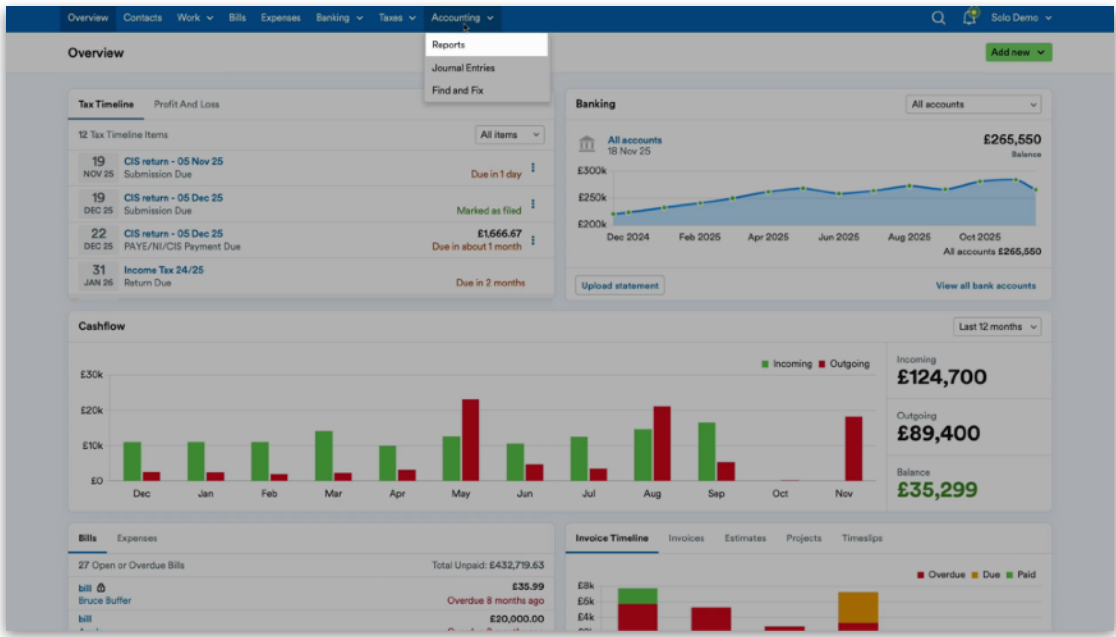 Overview Contacts Work Bills Expenses Banking Taxes Accounting Solo Demo
Reports
Journal Entries
Find and Fix
Overview
Add new
Tax Timeline Profit And Loss
12 Tax Timeline Items All items
19 NOV 25 CIS return - 05 Nov 25
Submission Due Due in 1 day
19 DEC 25 CIS return - 05 Dec 25
Submission Due Marked as filed
22 DEC 25 CIS return - 05 Dec 25 £1,666.67
PAYE/NI/CIS Payment Due Due in about 1 month
31 JAN 26 Income Tax 24/25
Return Due Due in 2 months
Banking All accounts
All accounts £265,550
18 Nov 25 Balance
£300k
£250k
£200k
Dec 2024 Feb 2025 Apr 2025 Jun 2025 Aug 2025 Oct 2025
All accounts £265,550
Upload statement View all bank accounts
Cashflow Last 12 months
Incoming Outgoing
£30k
£20k
£10k
£0
Dec Jan Feb Mar Apr May Jun Jul Aug Sep Oct Nov
Incoming
£124,700
Outgoing
£89,400
Balance
£35,299
Bills Expenses
27 Open or Overdue Bills Total Unpaid: £432,719.63
bill £35.99
Bruce Buffer Overdue 8 months ago
bill £20,000.00
Invoice Timeline Invoices Estimates Projects Timeslips
Overdue Due Paid
£8k
£6k
£4k